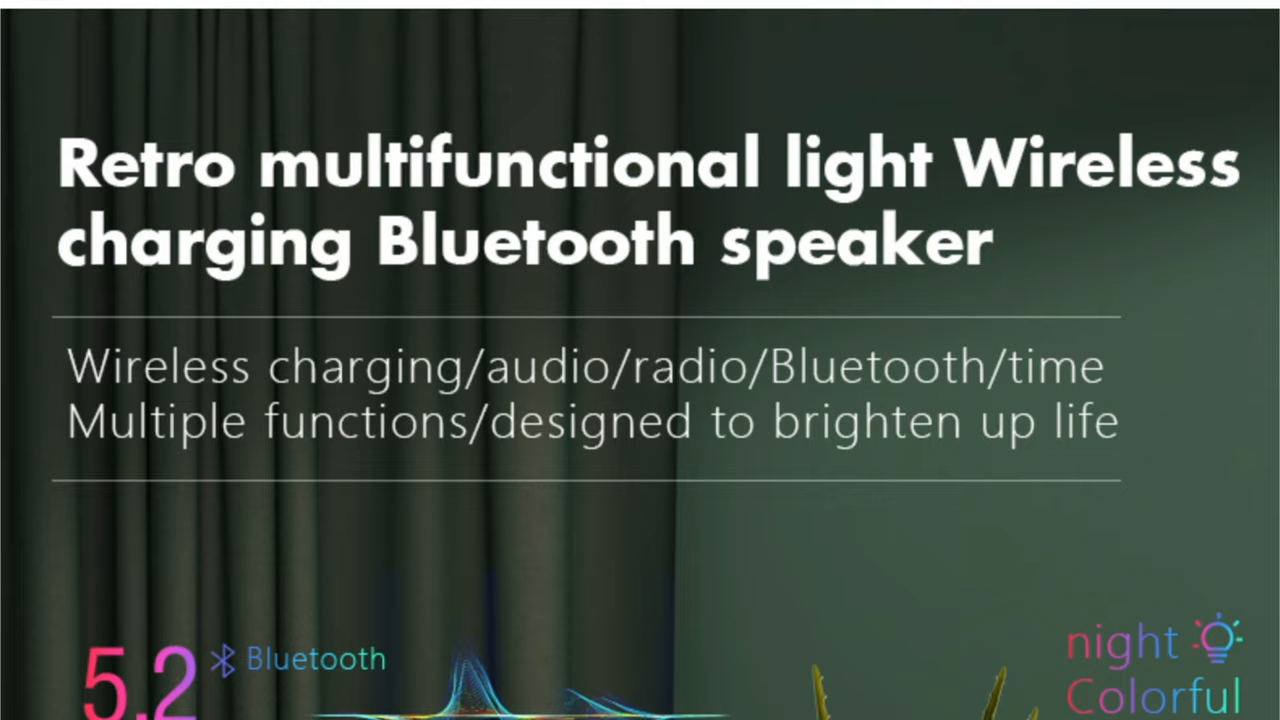 Retro multifunctional light Wireless
charging Bluetooth speaker
Wireless charging/audio/radio/Bluetooth/time
Multiple functions/designed to brighten up life
5.2 Bluetooth
night
Colorful